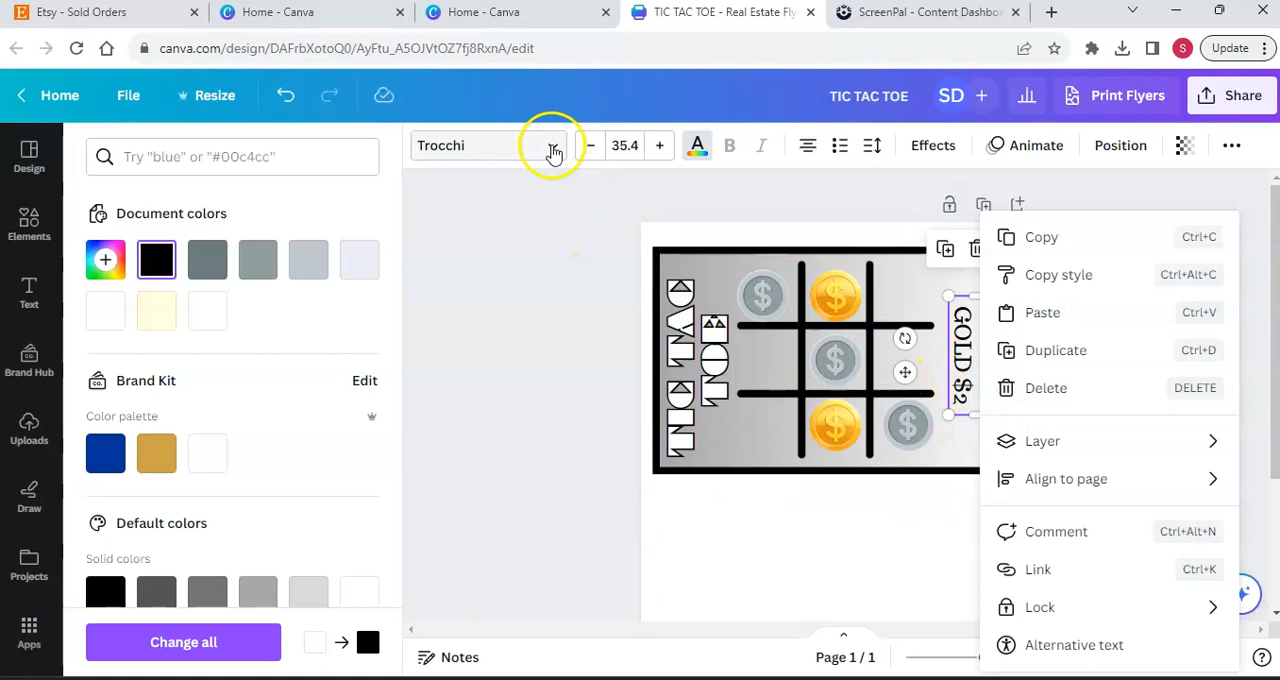 Etsy - Sold Orders
Home - Canva
Home - Canva
TIC TAC TOE - Real Estate Fly
ScreenPal - Content Dashboa
canva.com/design/DAFrbXotoQ0/AyFtu_A5OJVtOZ7fj8RxnA/edit
S
Update
Home
File
Resize
TIC TAC TOE
SD
Print Flyers
Share
Design
Elements
Text
Brand Hub
Uploads
Draw
Projects
Apps
Try "blue" or "#00c4cc"
Document colors
Brand Kit
Edit
Color palette
Default colors
Solid colors
Change all
Trocchi
35.4
A
B
I
Effects
Animate
Position
GOLD $2
Copy
Ctrl+C
Copy style
Ctrl+Alt+C
Paste
Ctrl+V
Duplicate
Ctrl+D
Delete
DELETE
Layer
Align to page
Comment
Ctrl+Alt+N
Link
Ctrl+K
Lock
Alternative text
Notes
Page 1 / 1